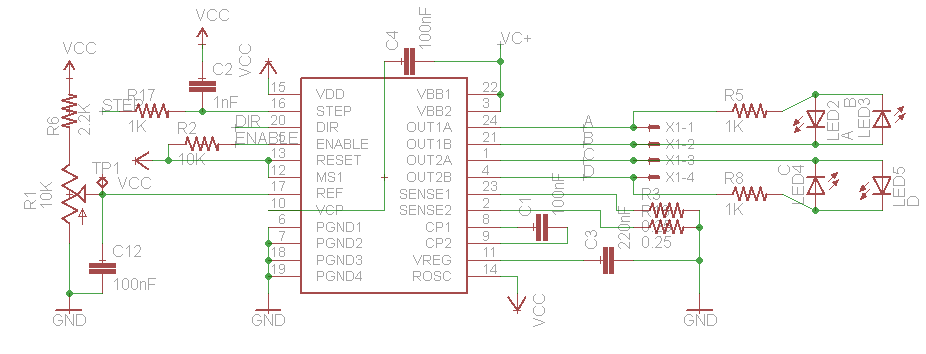 VCC
VCC
C4
100nF
VC+
VCC
C2
1nF
R17
1K
STEP
R6
2.2K
R2
10K
DIR
ENABLE
VCC
TP1
R1
10K
C12
100nF
GND
GND
15 VDD
16 STEP
20 DIR
ENABLE
13 RESET
12 MS1
17 REF
10 VCP
6 PGND1
7 PGND2
18 PGND3
19 PGND4
VBB1 22
VBB2 3
OUT1A 24
OUT1B 21
OUT2A 1
OUT2B 4
SENSE1 23
SENSE2 2
CP1 8
CP2 9
VREG 11
ROSC 14
A X1-1
B X1-2
C X1-3
D X1-4
C1
100nF
C3
220nF
R3
0.25
VCC
GND
R5
1K
R8
1K
LED2
A
B
LED3
C
LED4
LED5
D